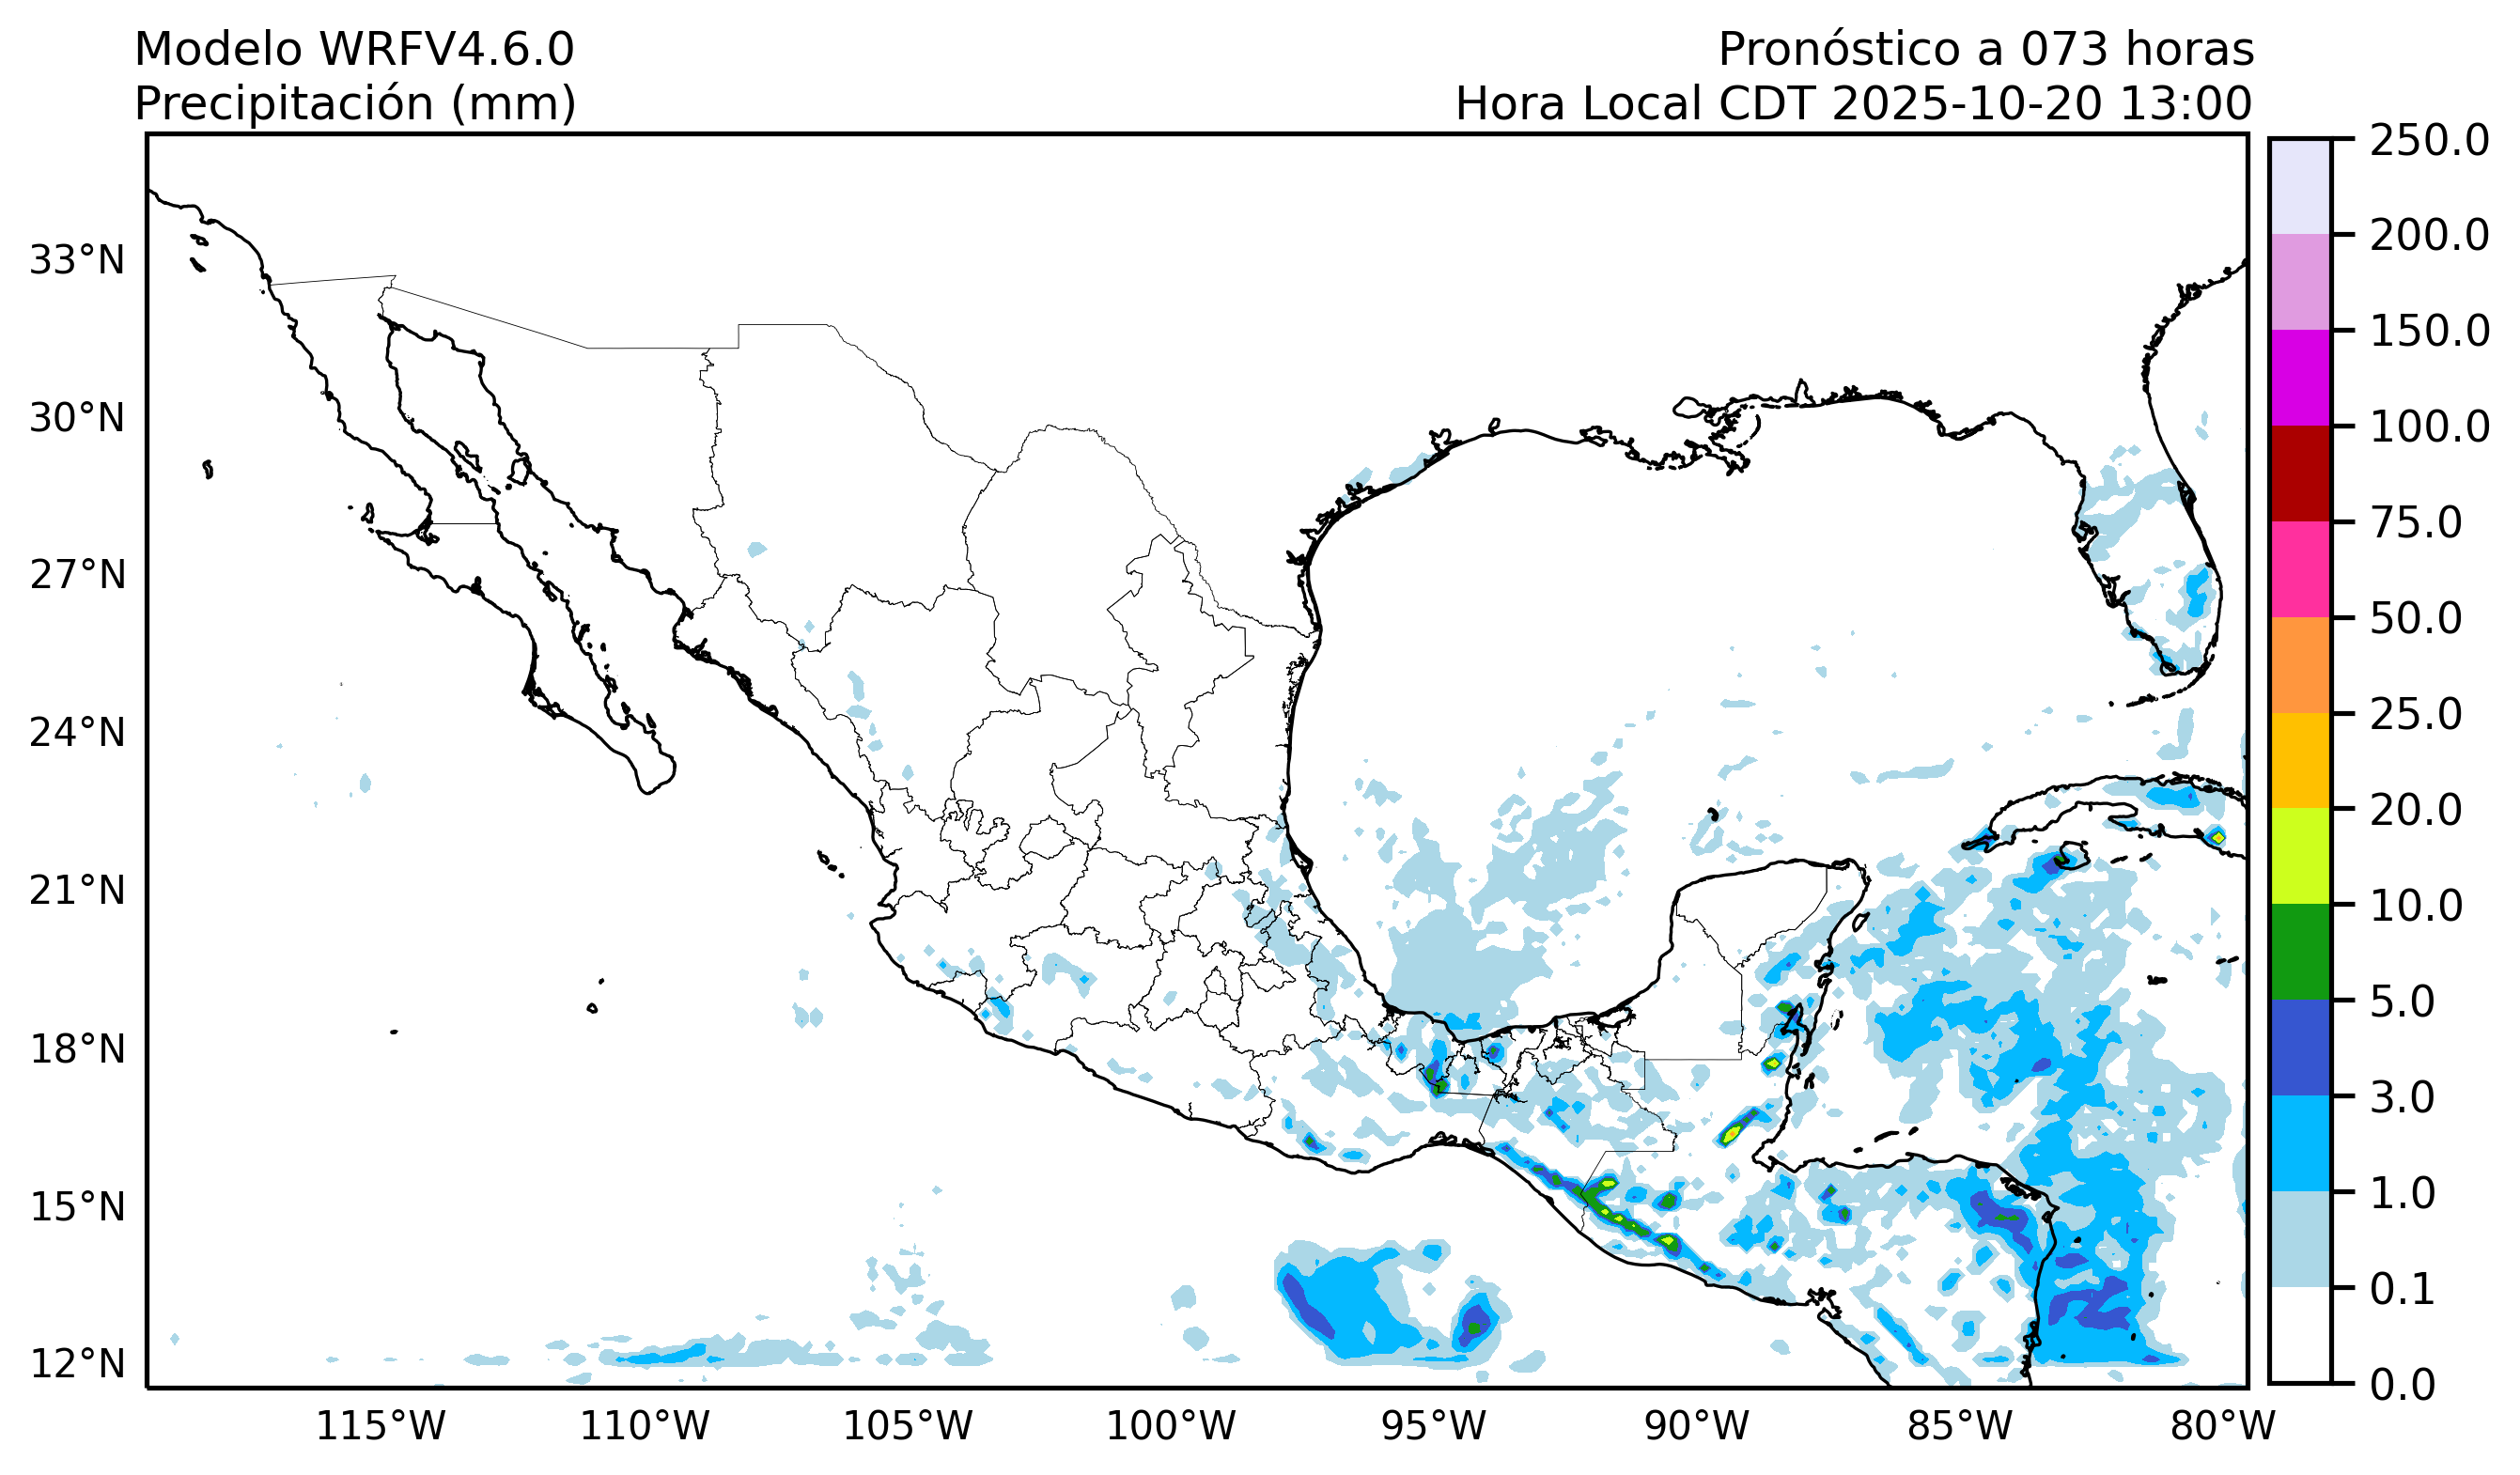 Modelo WRFV4.6.0
Precipitación (mm)
Pronóstico a 073 horas
Hora Local CDT 2025-10-20 13:00
33°N
30°N
27°N
24°N
21°N
18°N
15°N
12°N
115°W
110°W
105°W
100°W
95°W
90°W
85°W
80°W
250.0
200.0
150.0
100.0
75.0
50.0
25.0
20.0
10.0
5.0
3.0
1.0
0.1
0.0